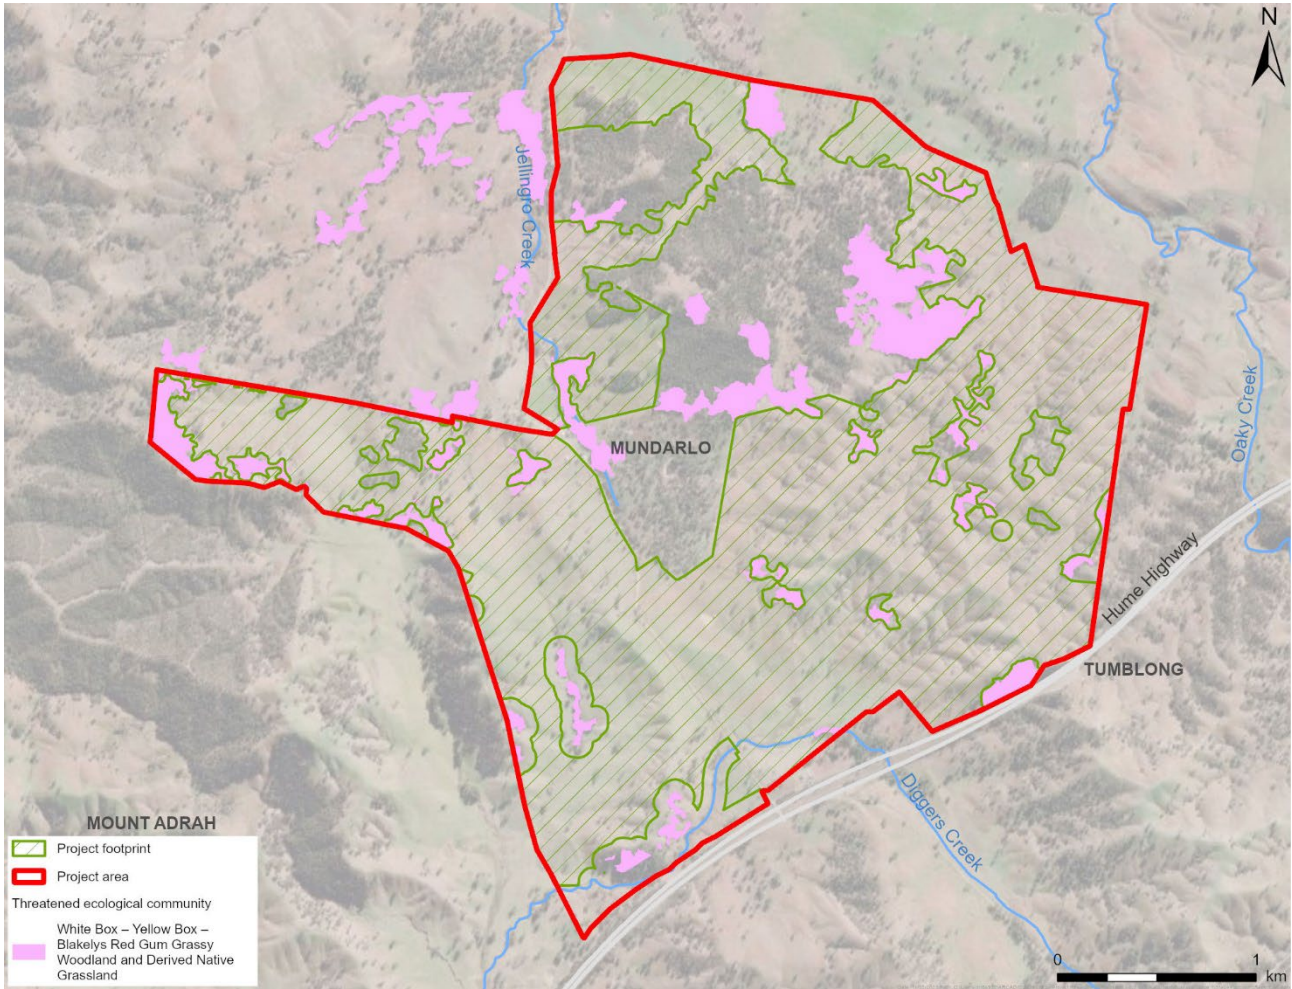 N
Jellingro Creek
Oaky Creek
MUNDARLO
Hume Highway
TUMBLONG
Diggers Creek
MOUNT ADRAH
Project footprint
Project area
Threatened ecological community
White Box – Yellow Box –
Blakelys Red Gum Grassy
Woodland and Derived Native
Grassland
0 1
km